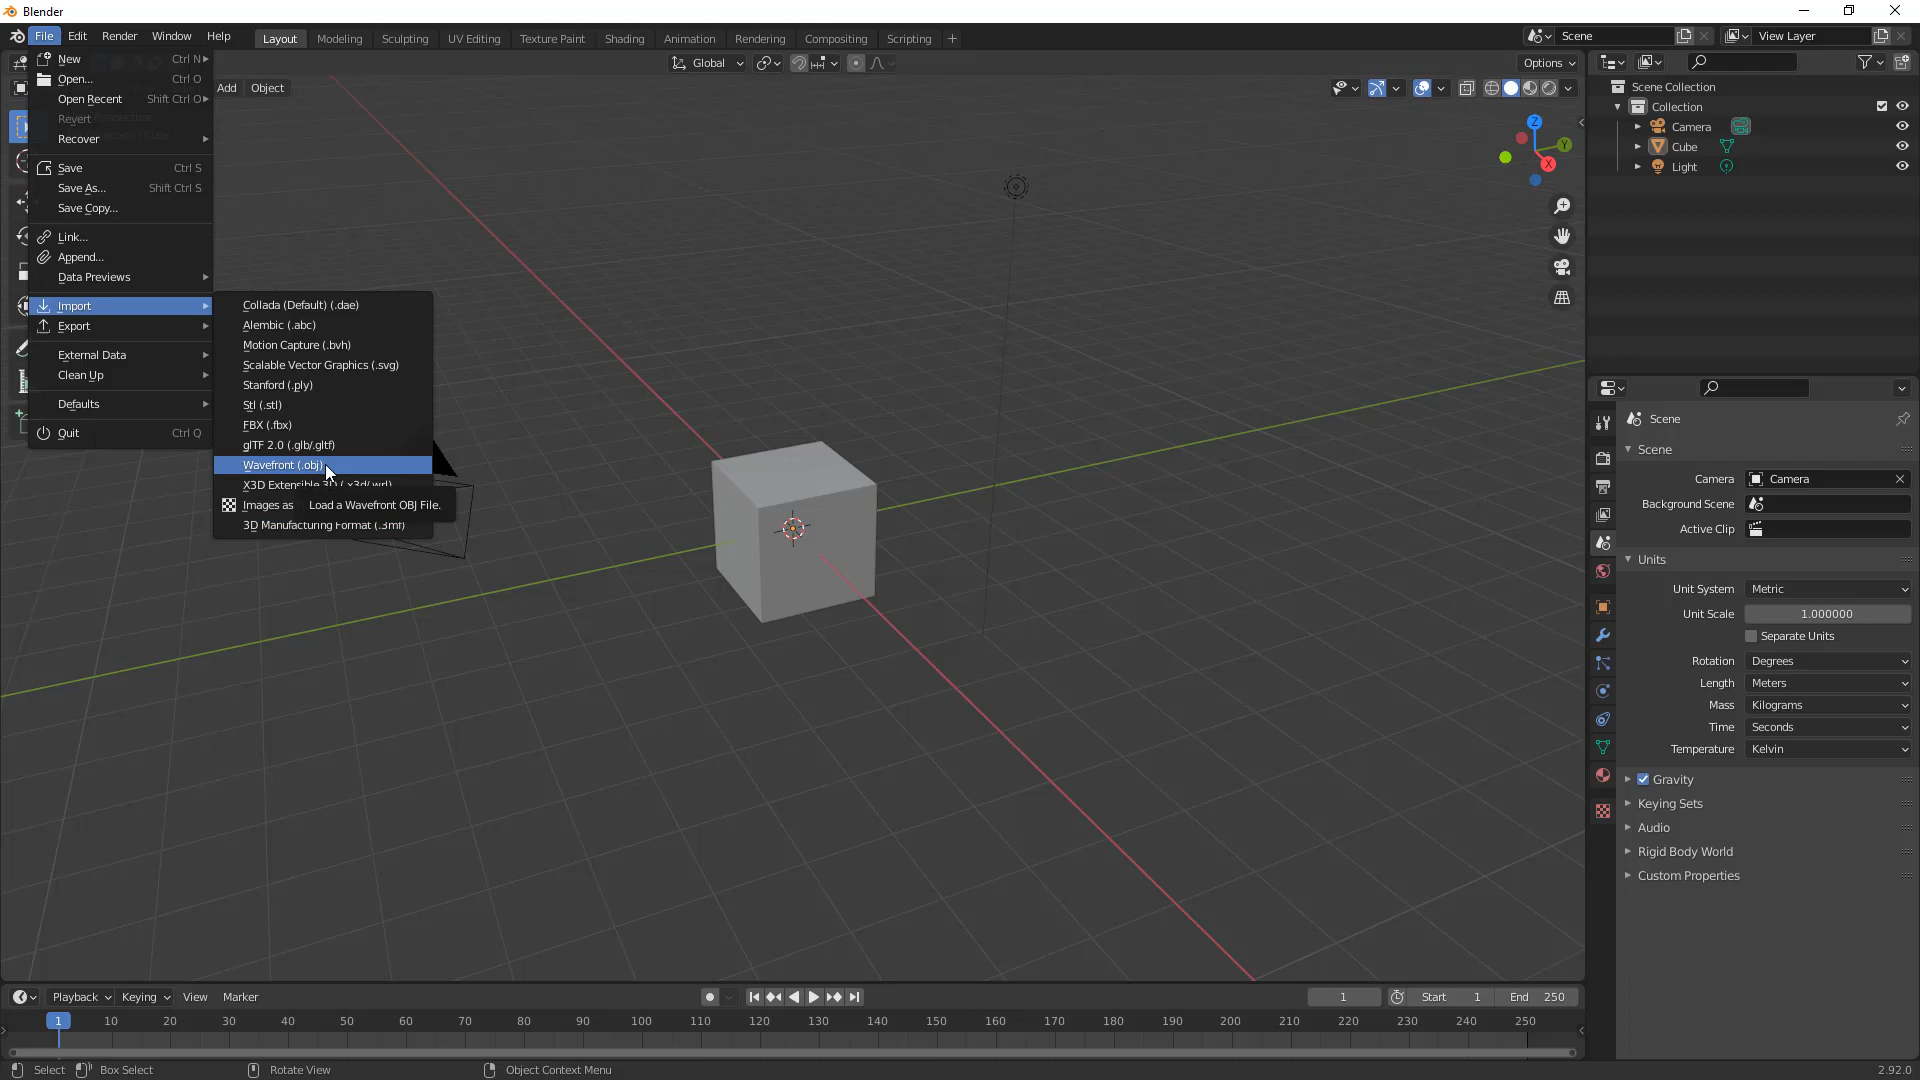 Blender
File Edit Render Window Help
Layout Modeling Sculpting UV Editing Texture Paint Shading Animation Rendering Compositing Scripting +
Scene
View Layer
New Ctrl N
Open... Ctrl O
Open Recent Shift Ctrl O
Revert
Recover
Save Ctrl S
Save As... Shift Ctrl S
Save Copy...
Link...
Append...
Data Previews
Import
Export
External Data
Clean Up
Defaults
Quit Ctrl Q
Collada (Default) (.dae)
Alembic (.abc)
Motion Capture (.bvh)
Scalable Vector Graphics (.svg)
Stanford (.ply)
Stl (.stl)
FBX (.fbx)
glTF 2.0 (.glb/.gltf)
Wavefront (.obj)
X3D Extensible 3D (.x3d/.wrl)
Images as
Load a Wavefront OBJ File.
3D Manufacturing Format (.3mf)
Add Object
Global
Options
Z
Y
X
Scene Collection
Collection
Camera
Cube
Light
Scene
Scene
Camera Camera
Background Scene
Active Clip
Units
Unit System Metric
Unit Scale 1.000000
Separate Units
Rotation Degrees
Length Meters
Mass Kilograms
Time Seconds
Temperature Kelvin
Gravity
Keying Sets
Audio
Rigid Body World
Custom Properties
Playback Keying View Marker
1 Start 1 End 250
1 10 20 30 40 50 60 70 80 90 100 110 120 130 140 150 160 170 180 190 200 210 220 230 240 250
Select Box Select Rotate View Object Context Menu 2.92.0